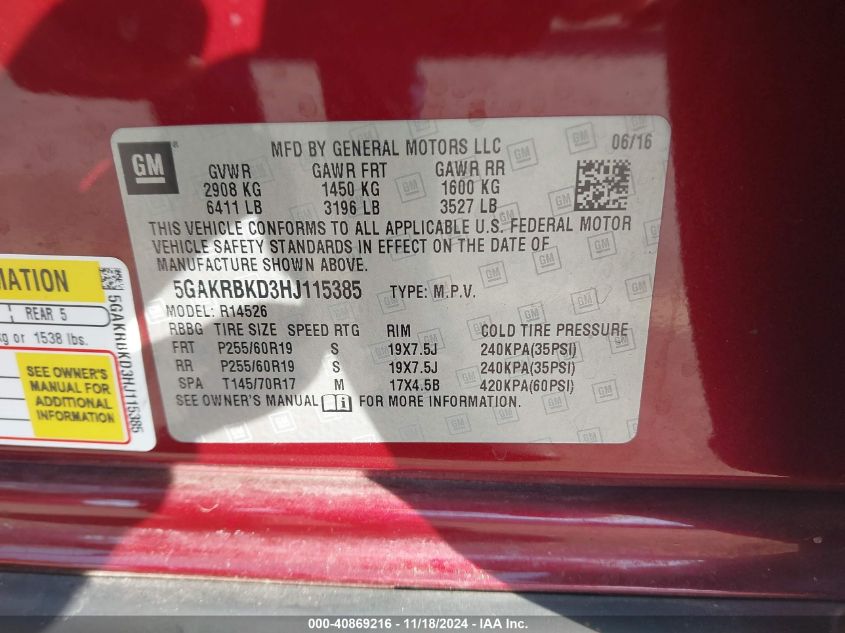 GM
MFD BY GENERAL MOTORS LLC 06/16
GVWR GAWR FRT GAWR RR
2908 KG 1450 KG 1600 KG
6411 LB 3196 LB 3527 LB
THIS VEHICLE CONFORMS TO ALL APPLICABLE U.S. FEDERAL MOTOR
VEHICLE SAFETY STANDARDS IN EFFECT ON THE DATE OF
MANUFACTURE SHOWN ABOVE.
5GAKRBKD3HJ115385 TYPE: M.P.V.
MODEL: R14526
RBBG TIRE SIZE SPEED RTG RIM COLD TIRE PRESSURE
FRT P255/60R19 S 19X7.5J 240KPA(35PSI)
RR P255/60R19 S 19X7.5J 240KPA(35PSI)
SPA T145/70R17 M 17X4.5B 420KPA(60PSI)
SEE OWNER'S MANUAL i FOR MORE INFORMATION.
MATION
REAR 5
kg or 1538 lbs.
SEE OWNER'S
MANUAL FOR
ADDITIONAL
INFORMATION
5GAKRBKD3HJ115385
000-40869216 - 11/18/2024 - IAA Inc.